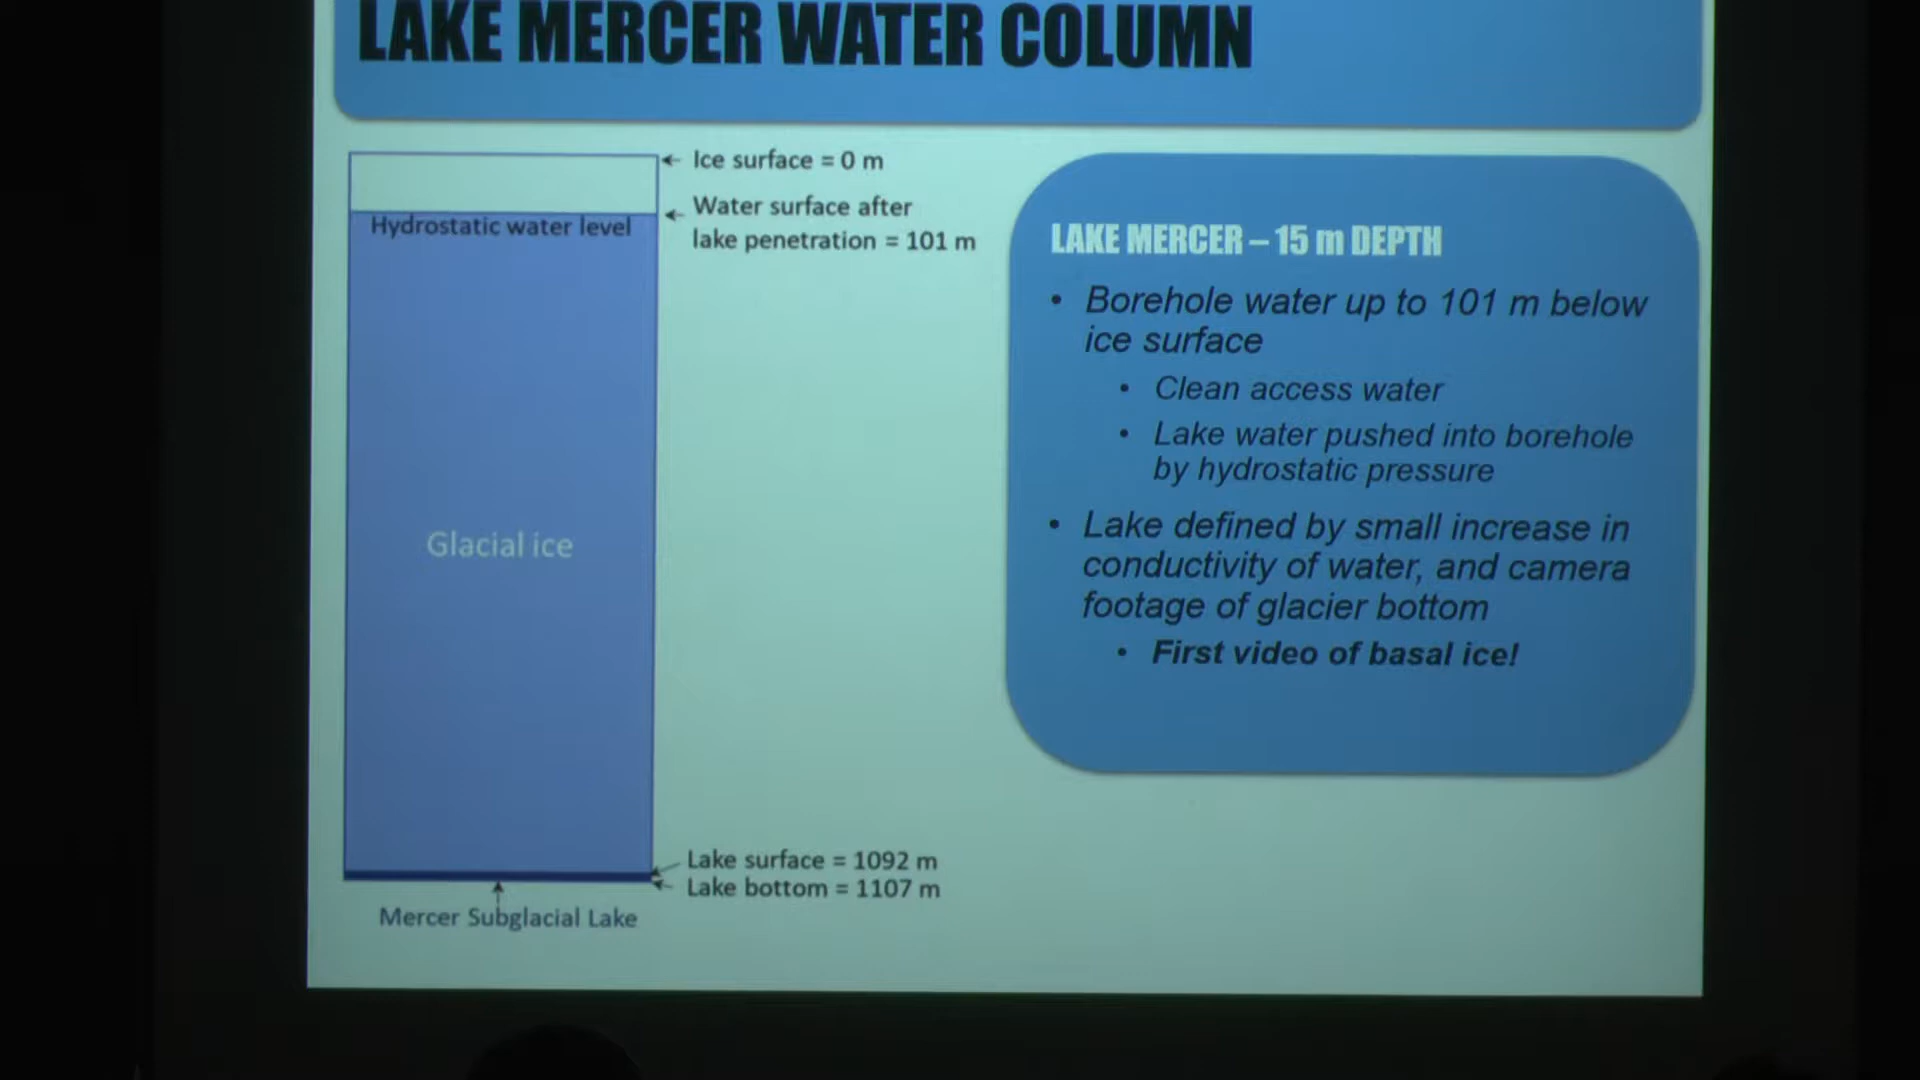 LAKE MERCER WATER COLUMN
Ice surface = 0 m
Water surface after
lake penetration = 101 m
Hydrostatic water level
Glacial ice
Lake surface = 1092 m
Lake bottom = 1107 m
Mercer Subglacial Lake
LAKE MERCER – 15 m DEPTH
• Borehole water up to 101 m below
ice surface
• Clean access water
• Lake water pushed into borehole
by hydrostatic pressure
• Lake defined by small increase in
conductivity of water, and camera
footage of glacier bottom
• First video of basal ice!